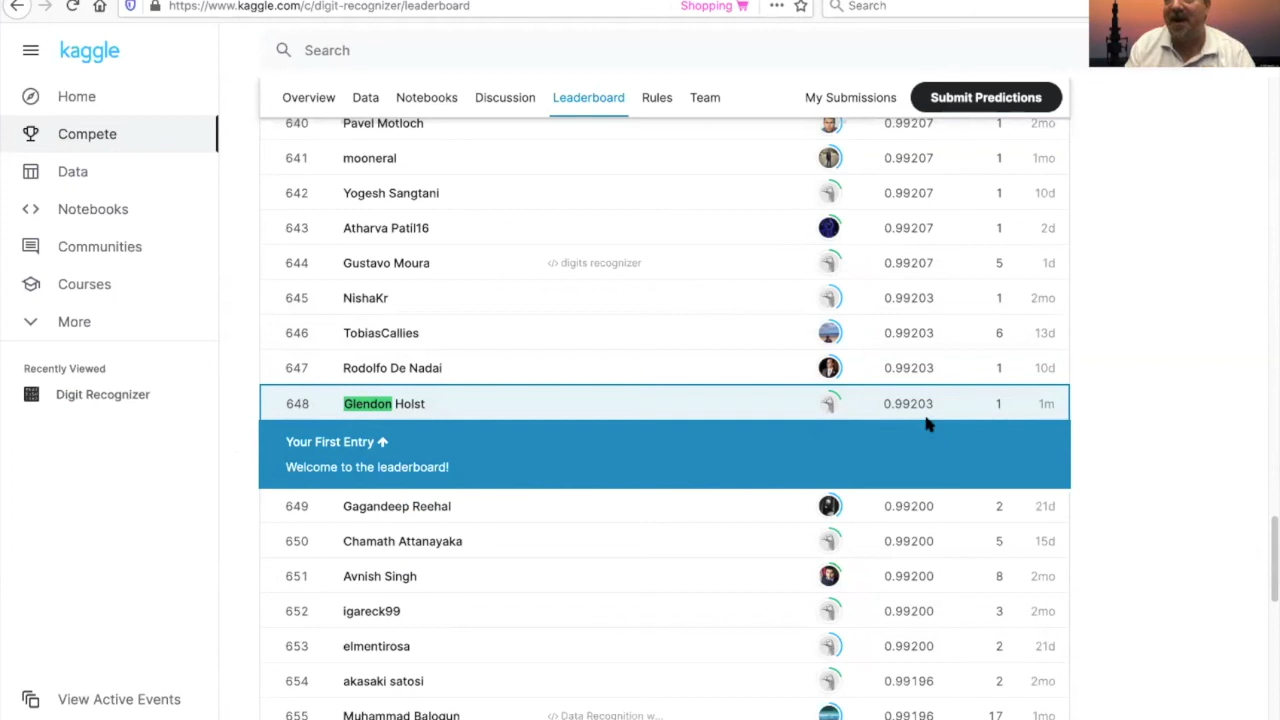 https://www.kaggle.com/c/digit-recognizer/leaderboard
Shopping
Search
kaggle
Search
Home
Compete
Data
Notebooks
Communities
Courses
More
Recently Viewed
Digit Recognizer
View Active Events
Overview Data Notebooks Discussion Leaderboard Rules Team My Submissions Submit Predictions
640 Pavel Motloch 0.99207 1 2mo
641 mooneral 0.99207 1 1mo
642 Yogesh Sangtani 0.99207 1 10d
643 Atharva Patil16 0.99207 1 2d
644 Gustavo Moura </> digits recognizer 0.99207 5 1d
645 NishaKr 0.99203 1 2mo
646 TobiasCallies 0.99203 6 13d
647 Rodolfo De Nadai 0.99203 1 10d
648 Glendon Holst 0.99203 1 1m
Your First Entry
Welcome to the leaderboard!
649 Gagandeep Reehal 0.99200 2 21d
650 Chamath Attanayaka 0.99200 5 15d
651 Avnish Singh 0.99200 8 2mo
652 igareck99 0.99200 3 2mo
653 elmentirosa 0.99200 2 21d
654 akasaki satosi 0.99196 2 2mo
655 Muhammad Balogun </> Data Recognition w... 0.99196 17 1mo